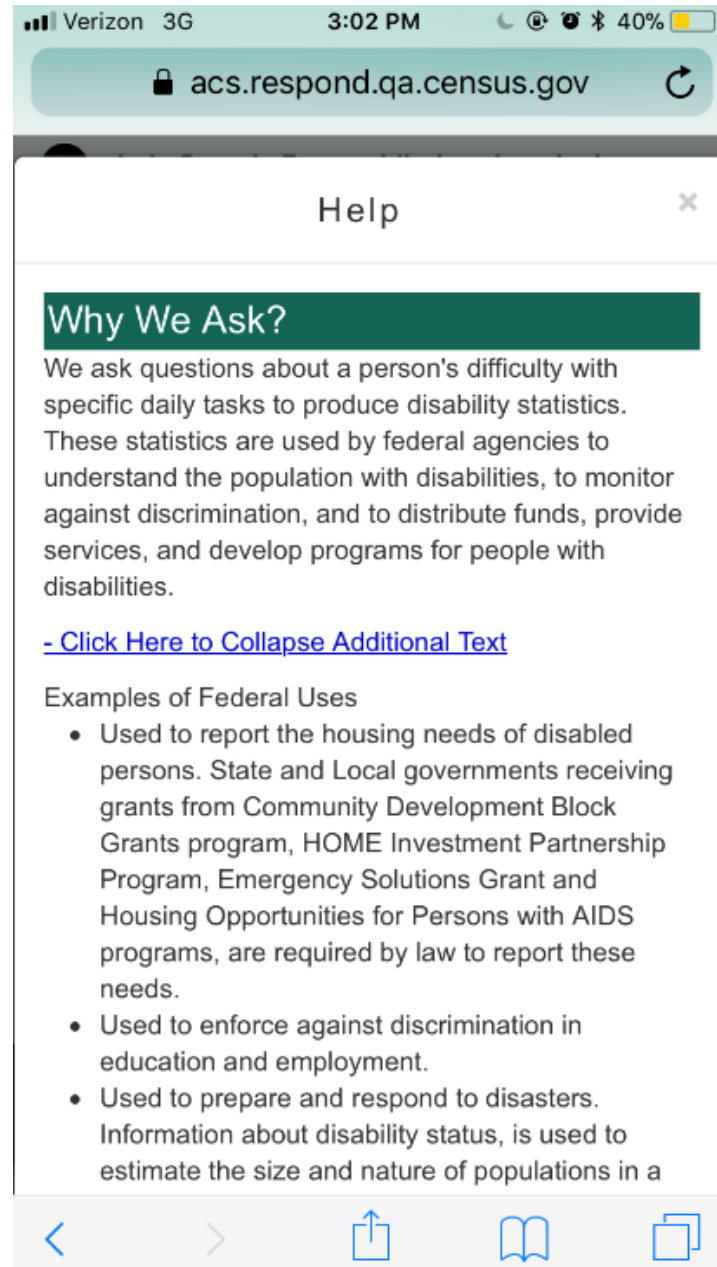 Verizon 3G 3:02 PM 40%
acs.respond.qa.census.gov
Help ×
Why We Ask?
We ask questions about a person's difficulty with
specific daily tasks to produce disability statistics.
These statistics are used by federal agencies to
understand the population with disabilities, to monitor
against discrimination, and to distribute funds, provide
services, and develop programs for people with
disabilities.
- Click Here to Collapse Additional Text
Examples of Federal Uses
• Used to report the housing needs of disabled
persons. State and Local governments receiving
grants from Community Development Block
Grants program, HOME Investment Partnership
Program, Emergency Solutions Grant and
Housing Opportunities for Persons with AIDS
programs, are required by law to report these
needs.
• Used to enforce against discrimination in
education and employment.
• Used to prepare and respond to disasters.
Information about disability status, is used to
estimate the size and nature of populations in a